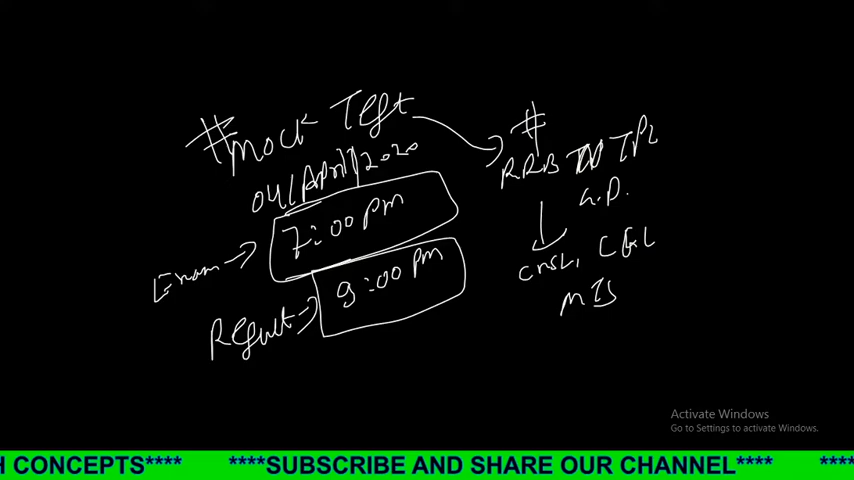 #Mock Test
04/April/2020
Exam → 7:00 pm
Result → 9:00 pm
#
RRB TPL
G.D.
CHSL, CGL
MTS
Activate Windows
Go to Settings to activate Windows.
H CONCEPTS**** ****SUBSCRIBE AND SHARE OUR CHANNEL**** ****